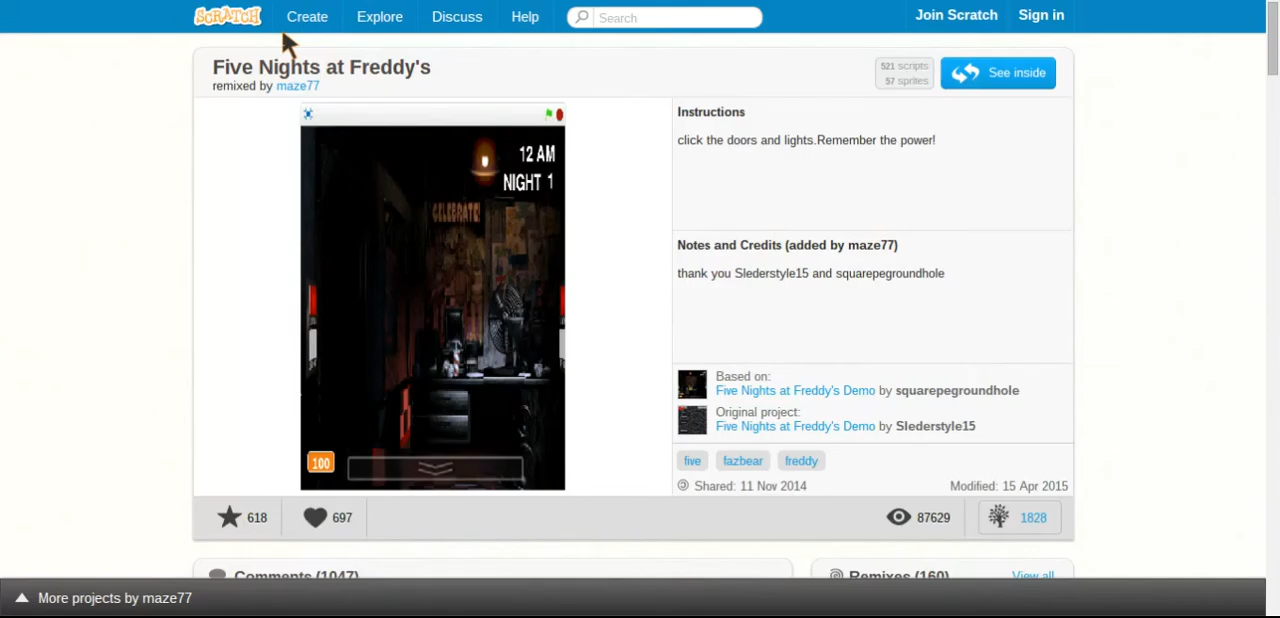 SCRATCH Create Explore Discuss Help Search Join Scratch Sign in
Five Nights at Freddy's
remixed by maze77
521 scripts
57 sprites
See inside
12 AM
NIGHT 1
CELEBRATE!
100
Instructions
click the doors and lights.Remember the power!
Notes and Credits (added by maze77)
thank you Slederstyle15 and squarepegroundhole
Based on:
Five Nights at Freddy's Demo by squarepegroundhole
Original project:
Five Nights at Freddy's Demo by Slederstyle15
five fazbear freddy
Shared: 11 Nov 2014 Modified: 15 Apr 2015
618 697 87629 1828
Comments (1047) Remixes (160) View all
More projects by maze77